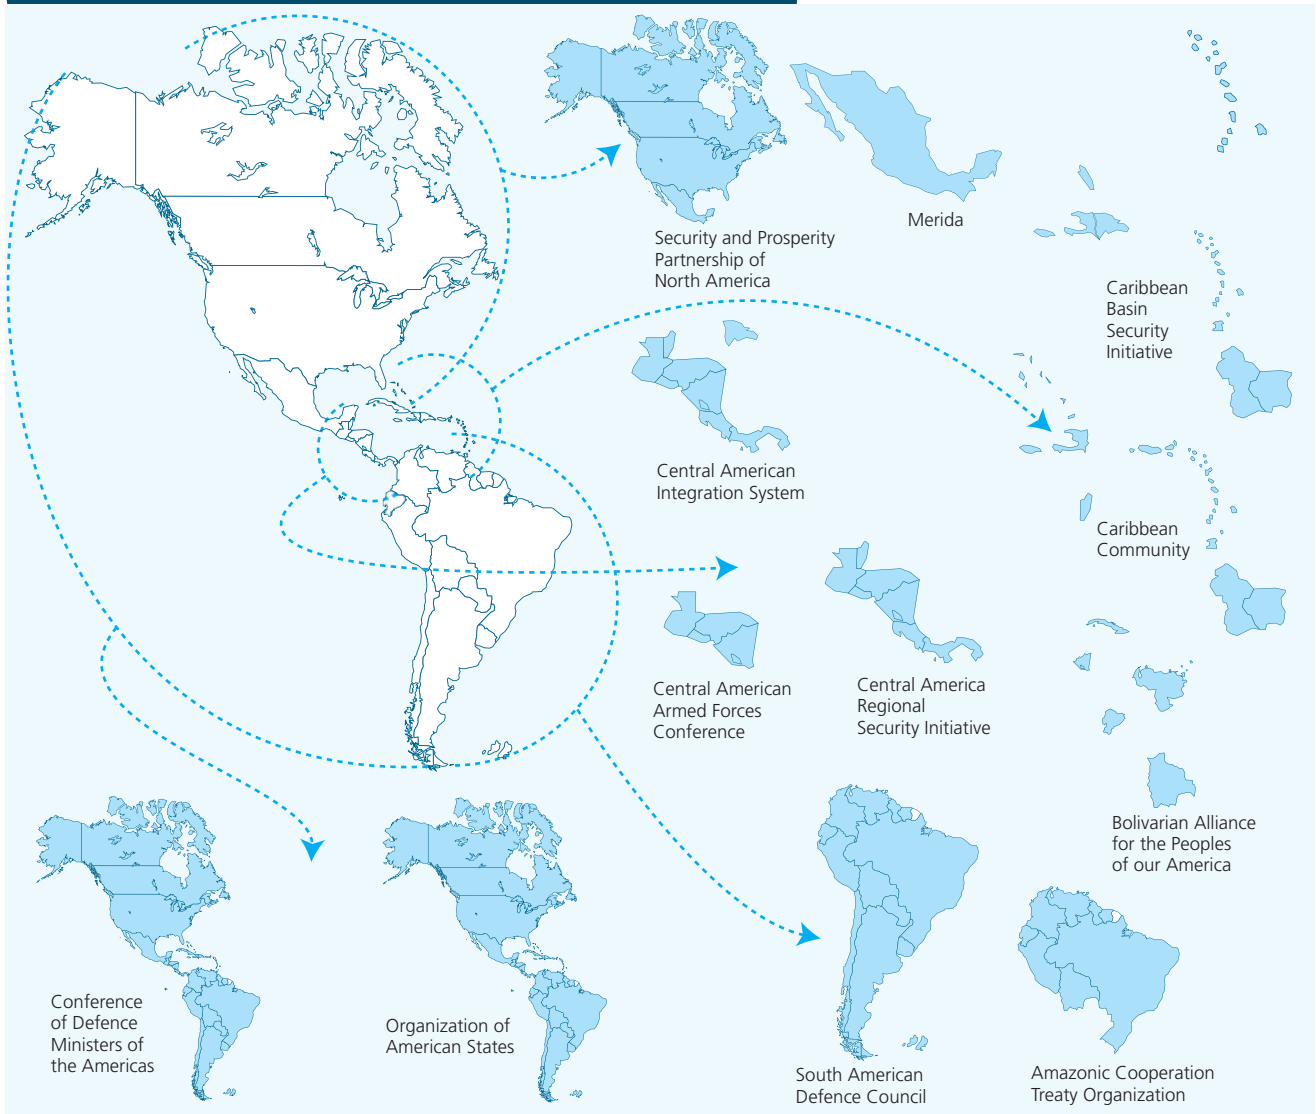 Security and Prosperity
Partnership of
North America
Merida
Caribbean
Basin
Security
Initiative
Central American
Integration System
Caribbean
Community
Central American
Armed Forces
Conference
Central America
Regional
Security Initiative
Bolivarian Alliance
for the Peoples
of our America
Conference
of Defence
Ministers of
the Americas
Organization of
American States
South American
Defence Council
Amazonic Cooperation
Treaty Organization